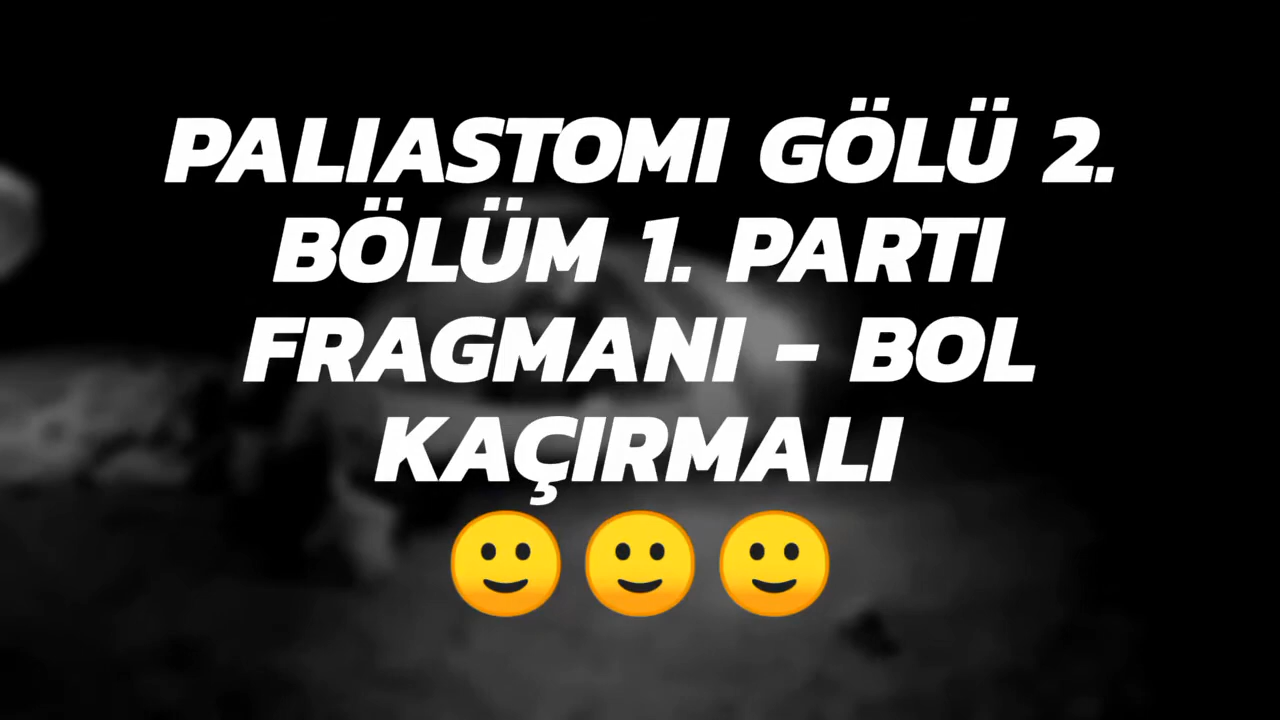 PALIASTOMI GÖLÜ 2.
BÖLÜM 1. PARTI
FRAGMANI - BOL
KAÇIRMALI
🙂🙂🙂